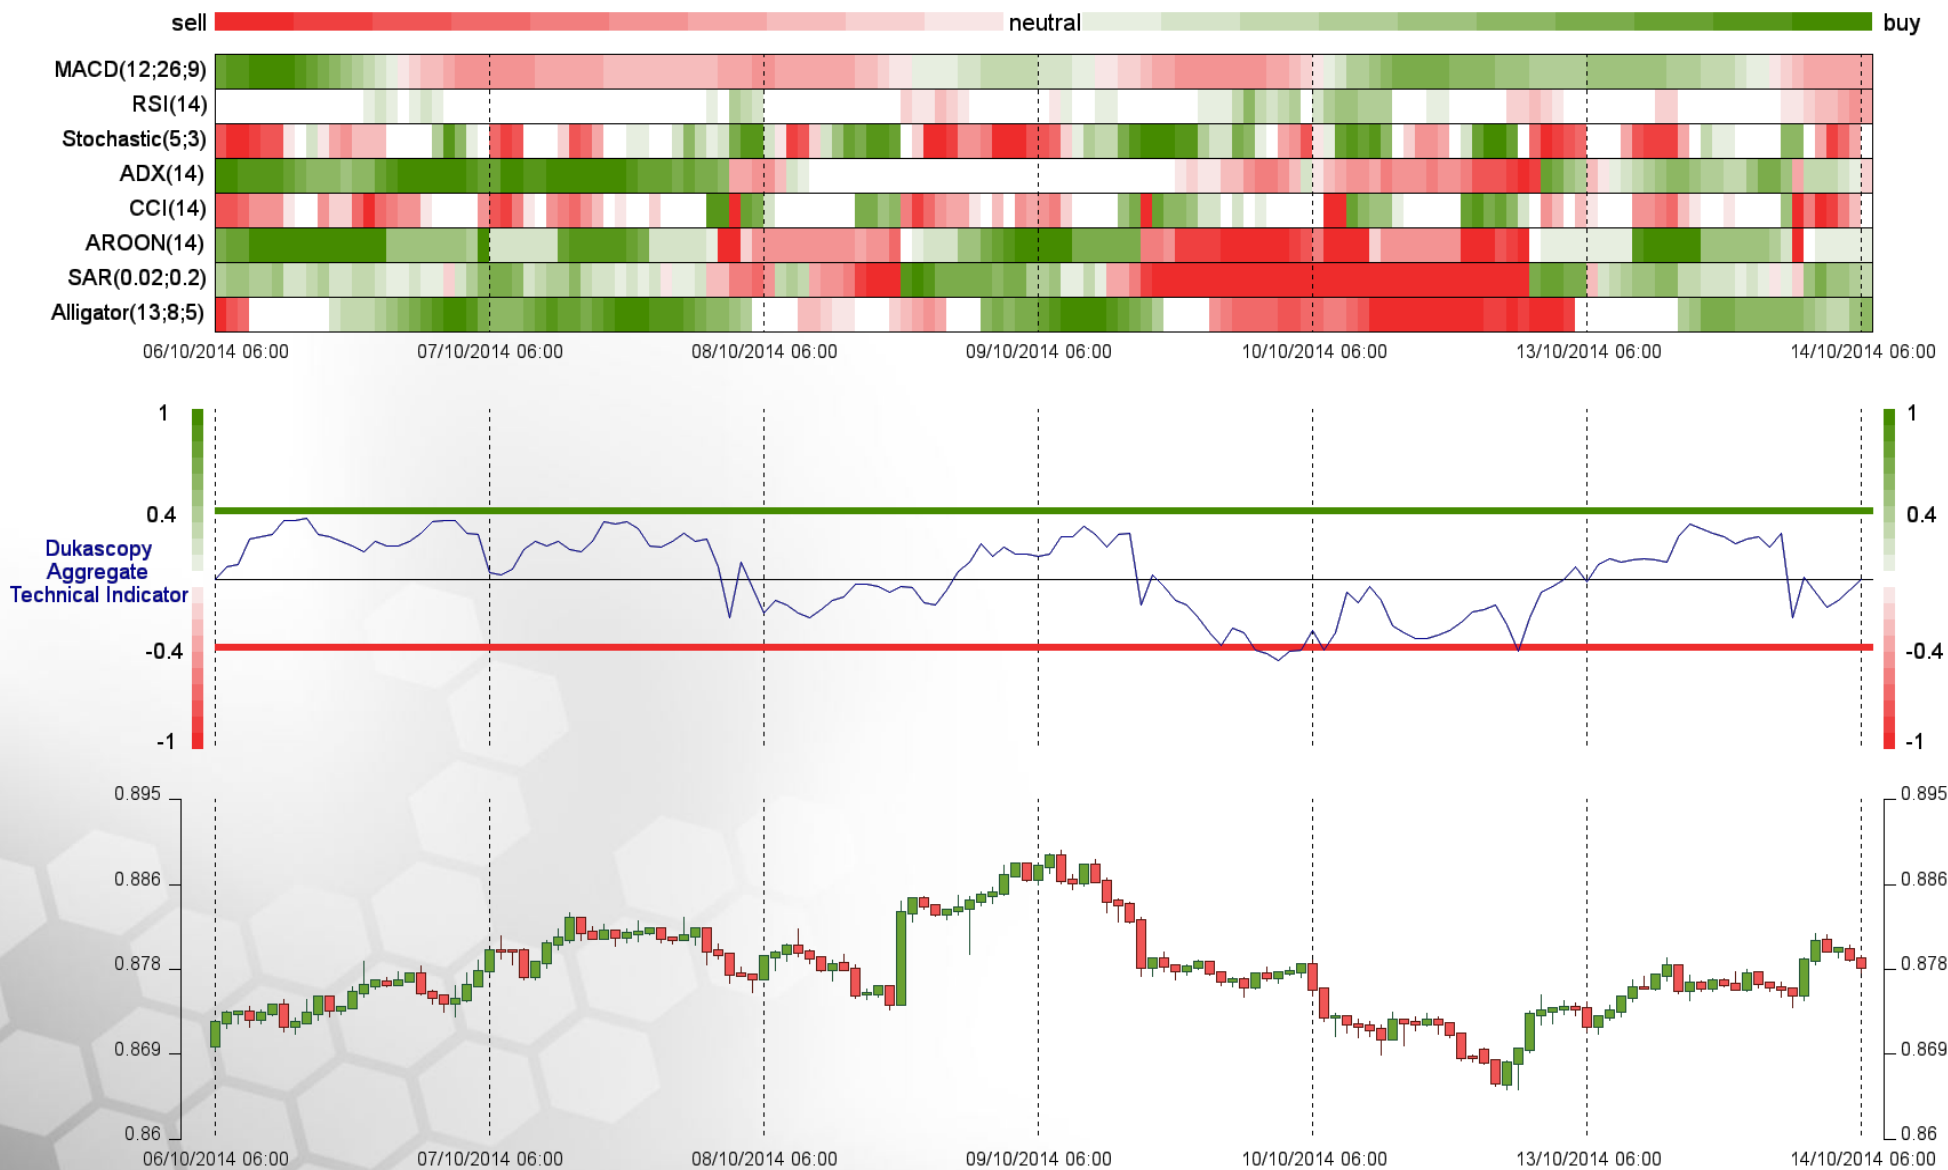 sell neutral buy
MACD(12;26;9)
RSI(14)
Stochastic(5;3)
ADX(14)
CCI(14)
AROON(14)
SAR(0.02;0.2)
Alligator(13;8;5)
06/10/2014 06:00 07/10/2014 06:00 08/10/2014 06:00 09/10/2014 06:00 10/10/2014 06:00 13/10/2014 06:00 14/10/2014 06:00
1 1
0.4 0.4
Dukascopy
Aggregate
Technical Indicator
-0.4 -0.4
-1 -1
0.895 0.895
0.886 0.886
0.878 0.878
0.869 0.869
0.86 0.86
06/10/2014 06:00 07/10/2014 06:00 08/10/2014 06:00 09/10/2014 06:00 10/10/2014 06:00 13/10/2014 06:00 14/10/2014 06:00